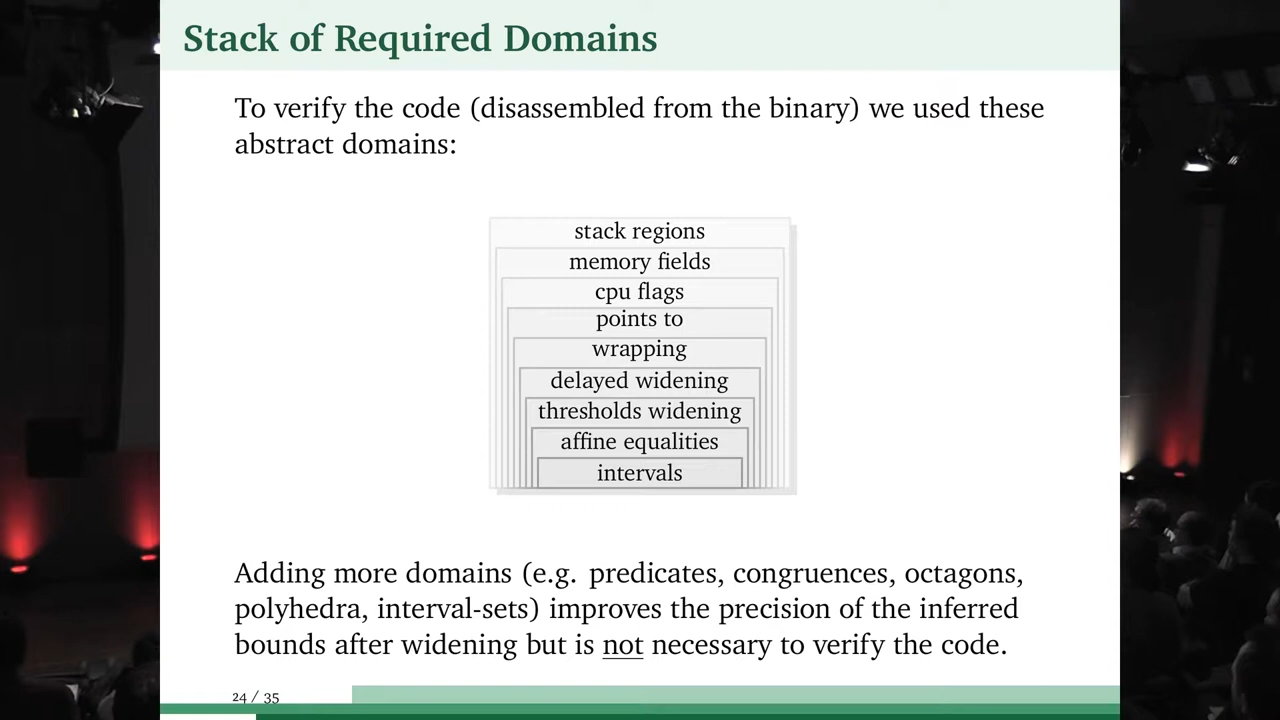 Stack of Required Domains
To verify the code (disassembled from the binary) we used these
abstract domains:
stack regions
memory fields
cpu flags
points to
wrapping
delayed widening
thresholds widening
affine equalities
intervals
Adding more domains (e.g. predicates, congruences, octagons,
polyhedra, interval-sets) improves the precision of the inferred
bounds after widening but is not necessary to verify the code.
24 / 35